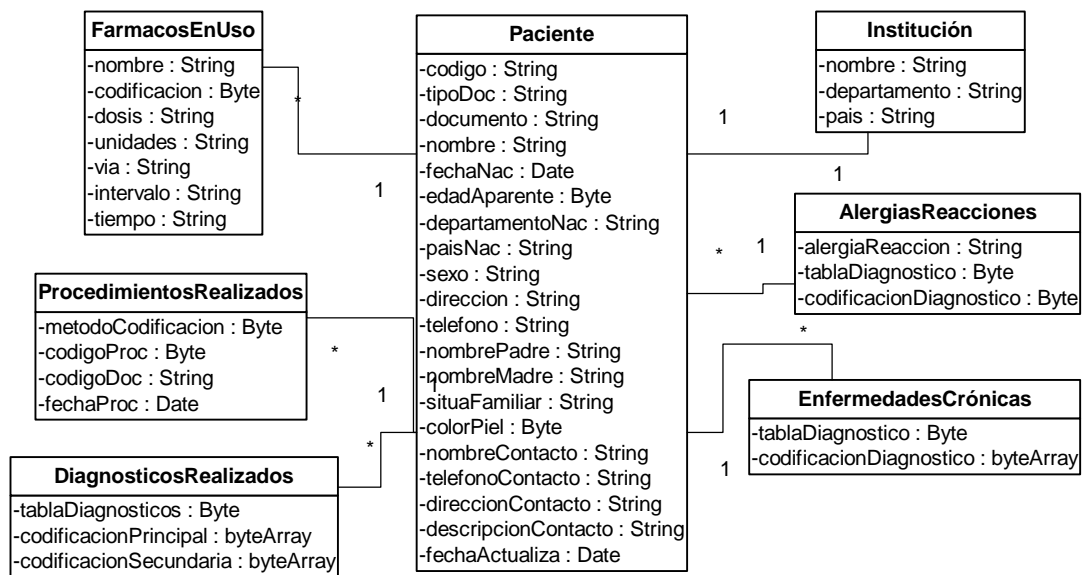 FarmacosEnUso
-nombre : String
-codificacion : Byte
-dosis : String
-unidades : String
-via : String
-intervalo : String
-tiempo : String
*
1
ProcedimientosRealizados
-metodoCodificacion : Byte
-codigoProc : Byte
-codigoDoc : String
-fechaProc : Date
*
1
DiagnosticosRealizados
-tablaDiagnosticos : Byte
-codificacionPrincipal : byteArray
-codificacionSecundaria : byteArray
*
1
Paciente
-codigo : String
-tipoDoc : String
-documento : String
-nombre : String
-fechaNac : Date
-edadAparente : Byte
-departamentoNac : String
-paisNac : String
-sexo : String
-direccion : String
-telefono : String
-nombrePadre : String
-nombreMadre : String
-situaFamiliar : String
-colorPiel : Byte
-nombreContacto : String
-telefonoContacto : String
-direccionContacto : String
-descripcionContacto : String
-fechaActualiza : Date
Institución
-nombre : String
-departamento : String
-pais : String
1
1
AlergiasReacciones
-alergiaReaccion : String
-tablaDiagnostico : Byte
-codificacionDiagnostico : Byte
*
1
EnfermedadesCrónicas
-tablaDiagnostico : Byte
-codificacionDiagnostico : byteArray
*
1